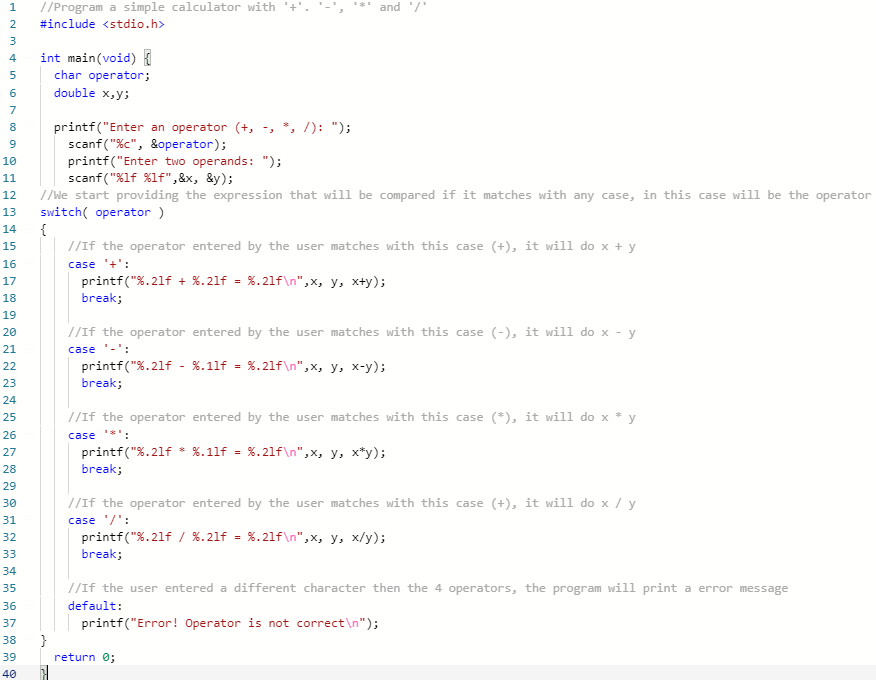 1 //Program a simple calculator with '+'. '-', '*' and '/'
2 #include <stdio.h>
3
4 int main(void) {
5 char operator;
6 double x,y;
7
8 printf("Enter an operator (+, -, *, /): ");
9 scanf("%c", &operator);
10 printf("Enter two operands: ");
11 scanf("%lf %lf",&x, &y);
12 //We start providing the expression that will be compared if it matches with any case, in this case will be the operator
13 switch( operator )
14 {
15 //If the operator entered by the user matches with this case (+), it will do x + y
16 case '+':
17 printf("%.2lf + %.2lf = %.2lf\n",x, y, x+y);
18 break;
19
20 //If the operator entered by the user matches with this case (-), it will do x - y
21 case '-':
22 printf("%.2lf - %.1lf = %.2lf\n",x, y, x-y);
23 break;
24
25 //If the operator entered by the user matches with this case (*), it will do x * y
26 case '*':
27 printf("%.2lf * %.1lf = %.2lf\n",x, y, x*y);
28 break;
29
30 //If the operator entered by the user matches with this case (+), it will do x / y
31 case '/':
32 printf("%.2lf / %.2lf = %.2lf\n",x, y, x/y);
33 break;
34
35 //If the user entered a different character then the 4 operators, the program will print a error message
36 default:
37 printf("Error! Operator is not correct\n");
38 }
39 return 0;
40 }